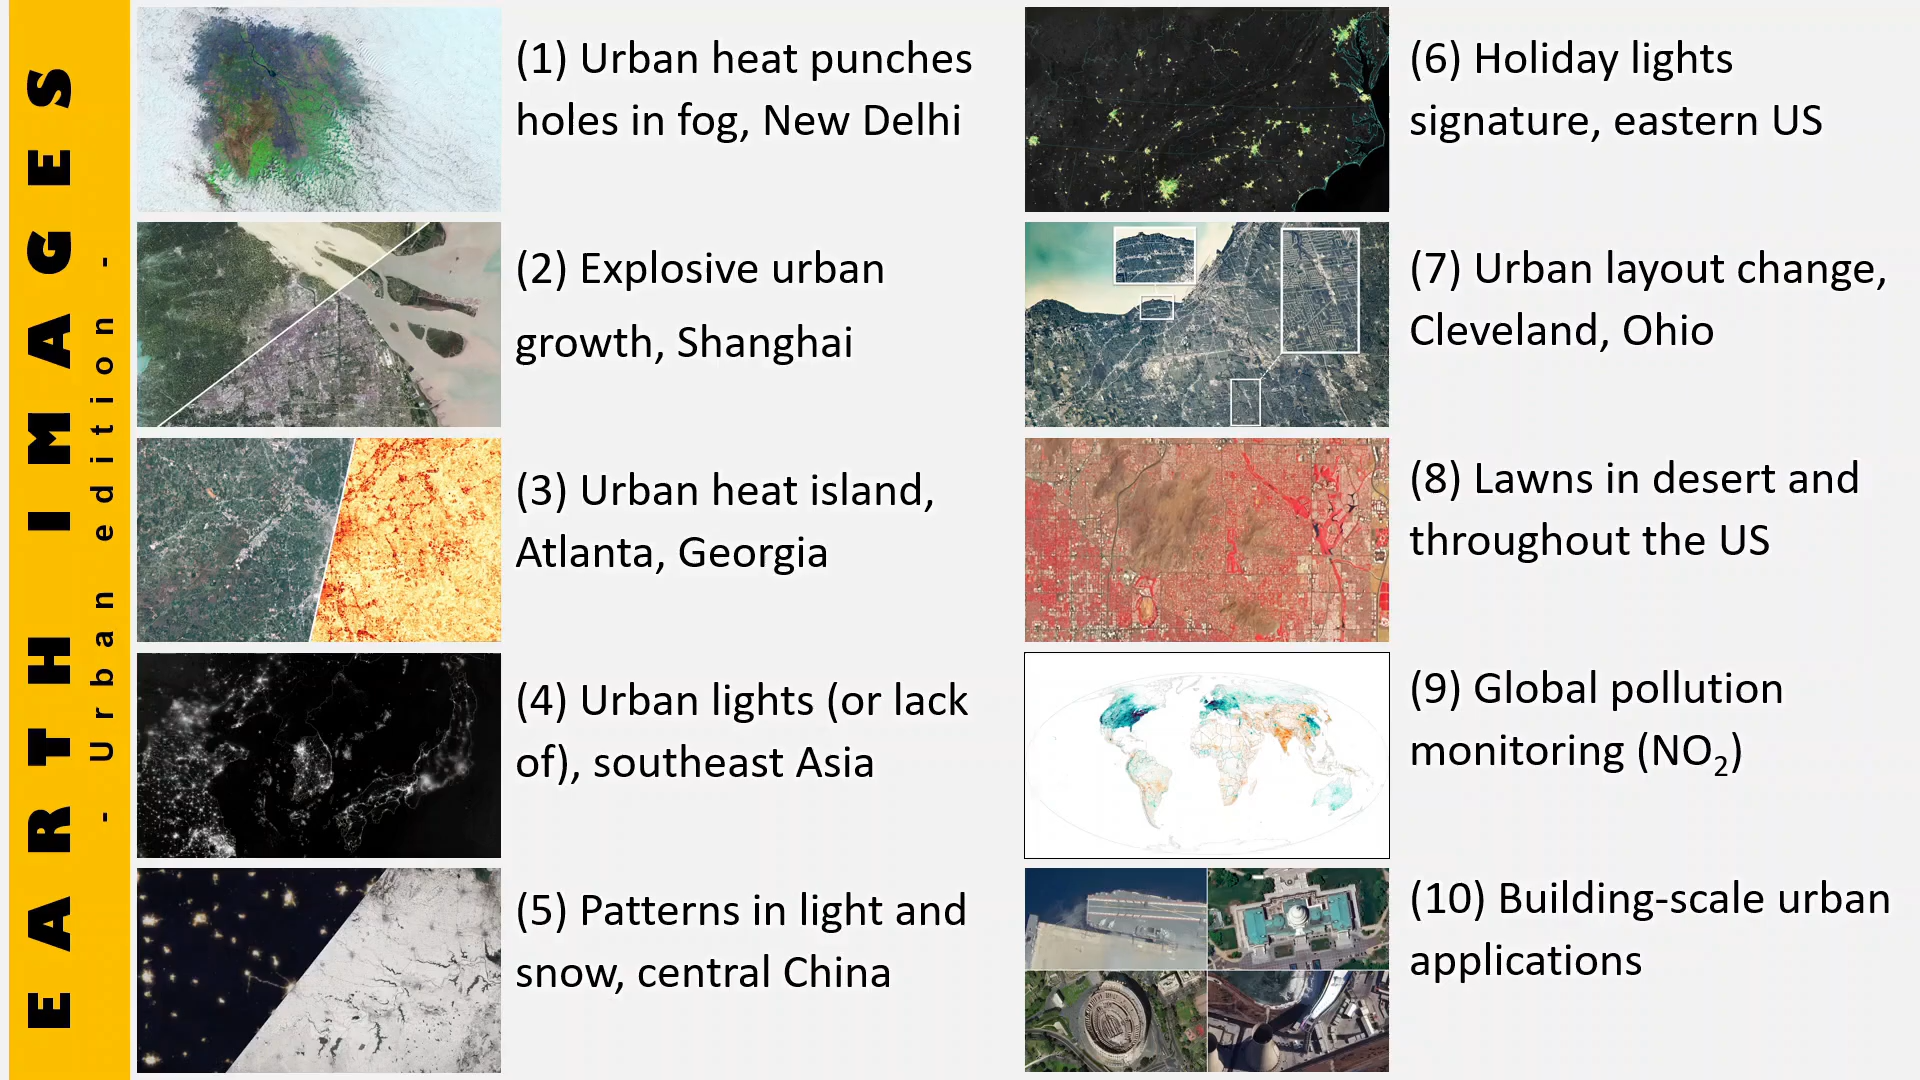 EARTH IMAGES
- Urban edition -
(1) Urban heat punches
holes in fog, New Delhi
(2) Explosive urban
growth, Shanghai
(3) Urban heat island,
Atlanta, Georgia
(4) Urban lights (or lack
of), southeast Asia
(5) Patterns in light and
snow, central China
(6) Holiday lights
signature, eastern US
(7) Urban layout change,
Cleveland, Ohio
(8) Lawns in desert and
throughout the US
(9) Global pollution
monitoring (NO₂)
(10) Building-scale urban
applications